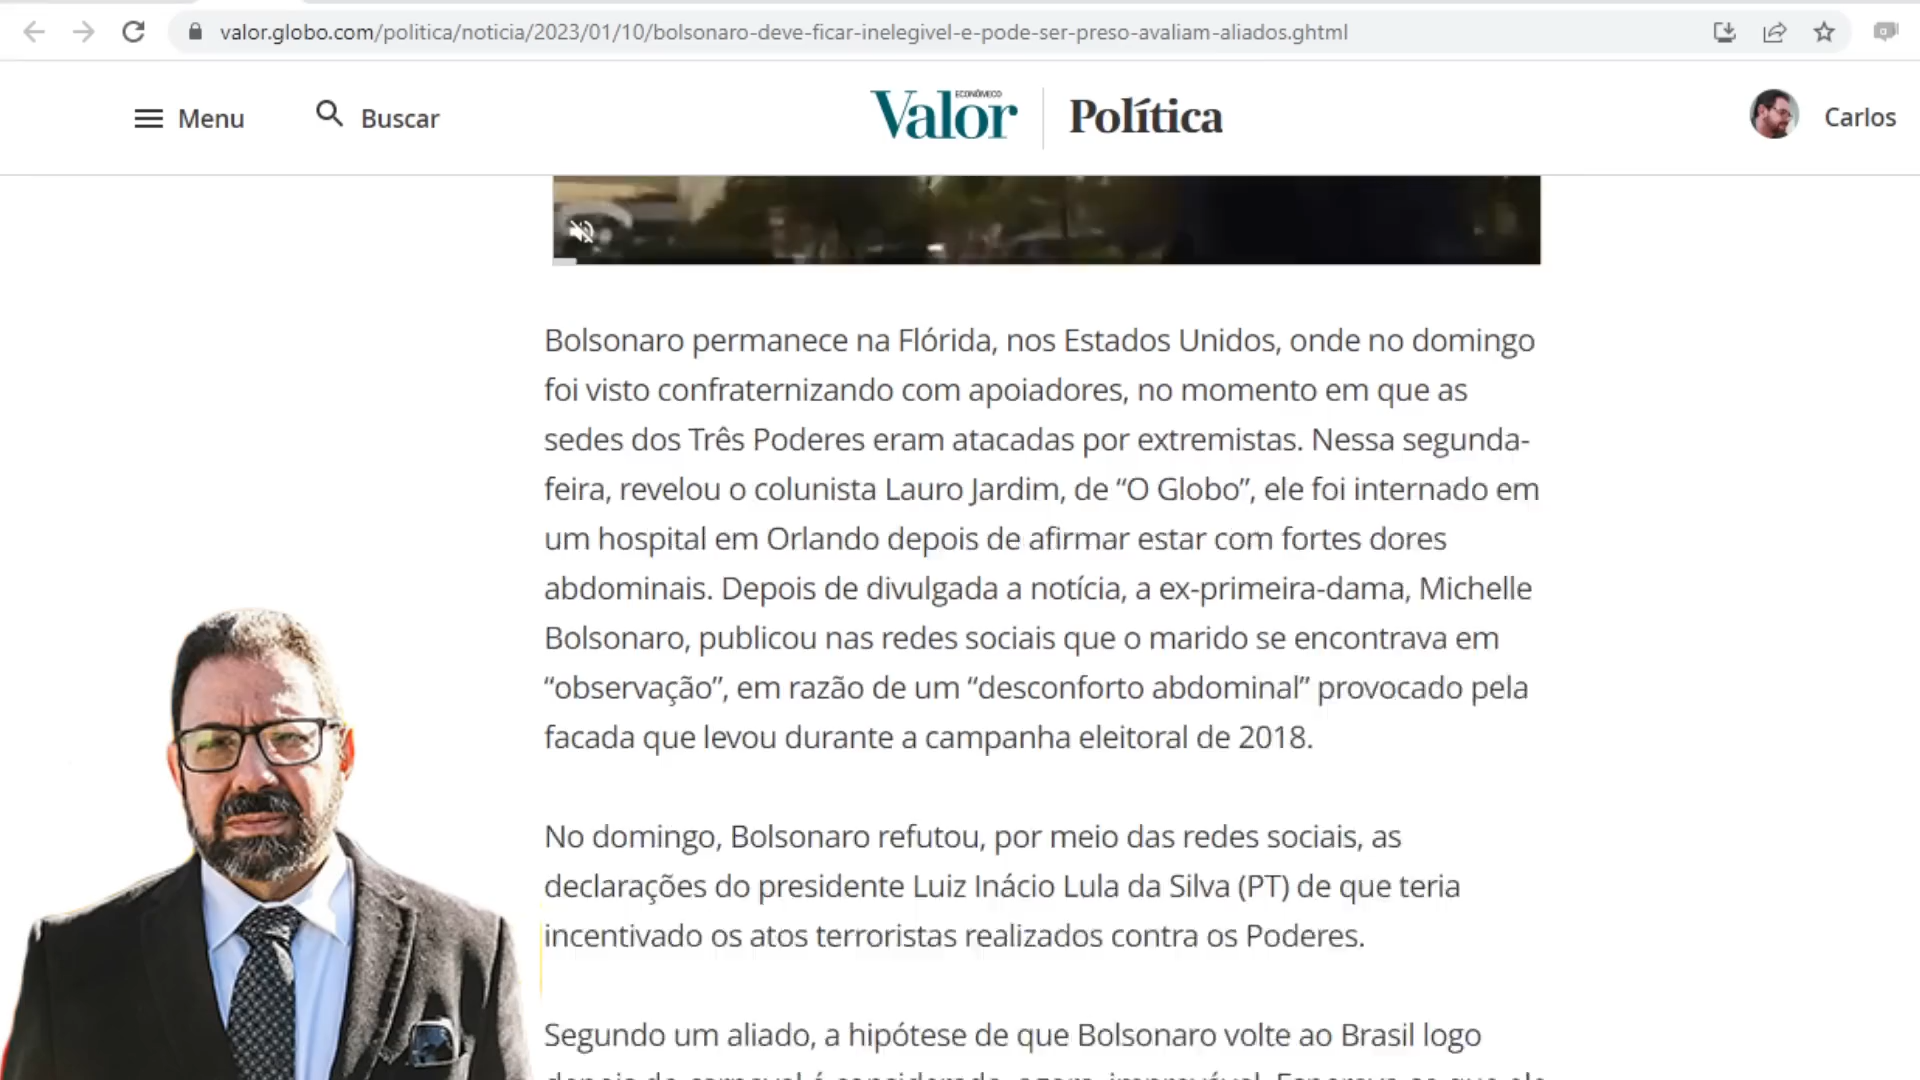 valor.globo.com/politica/noticia/2023/01/10/bolsonaro-deve-ficar-inelegivel-e-pode-ser-preso-avaliam-aliados.ghtml
Menu
Buscar
Valor ECONÔMICO
Política
Carlos
Bolsonaro permanece na Flórida, nos Estados Unidos, onde no domingo
foi visto confraternizando com apoiadores, no momento em que as
sedes dos Três Poderes eram atacadas por extremistas. Nessa segunda-
feira, revelou o colunista Lauro Jardim, de “O Globo”, ele foi internado em
um hospital em Orlando depois de afirmar estar com fortes dores
abdominais. Depois de divulgada a notícia, a ex-primeira-dama, Michelle
Bolsonaro, publicou nas redes sociais que o marido se encontrava em
“observação”, em razão de um “desconforto abdominal” provocado pela
facada que levou durante a campanha eleitoral de 2018.
No domingo, Bolsonaro refutou, por meio das redes sociais, as
declarações do presidente Luiz Inácio Lula da Silva (PT) de que teria
incentivado os atos terroristas realizados contra os Poderes.
Segundo um aliado, a hipótese de que Bolsonaro volte ao Brasil logo